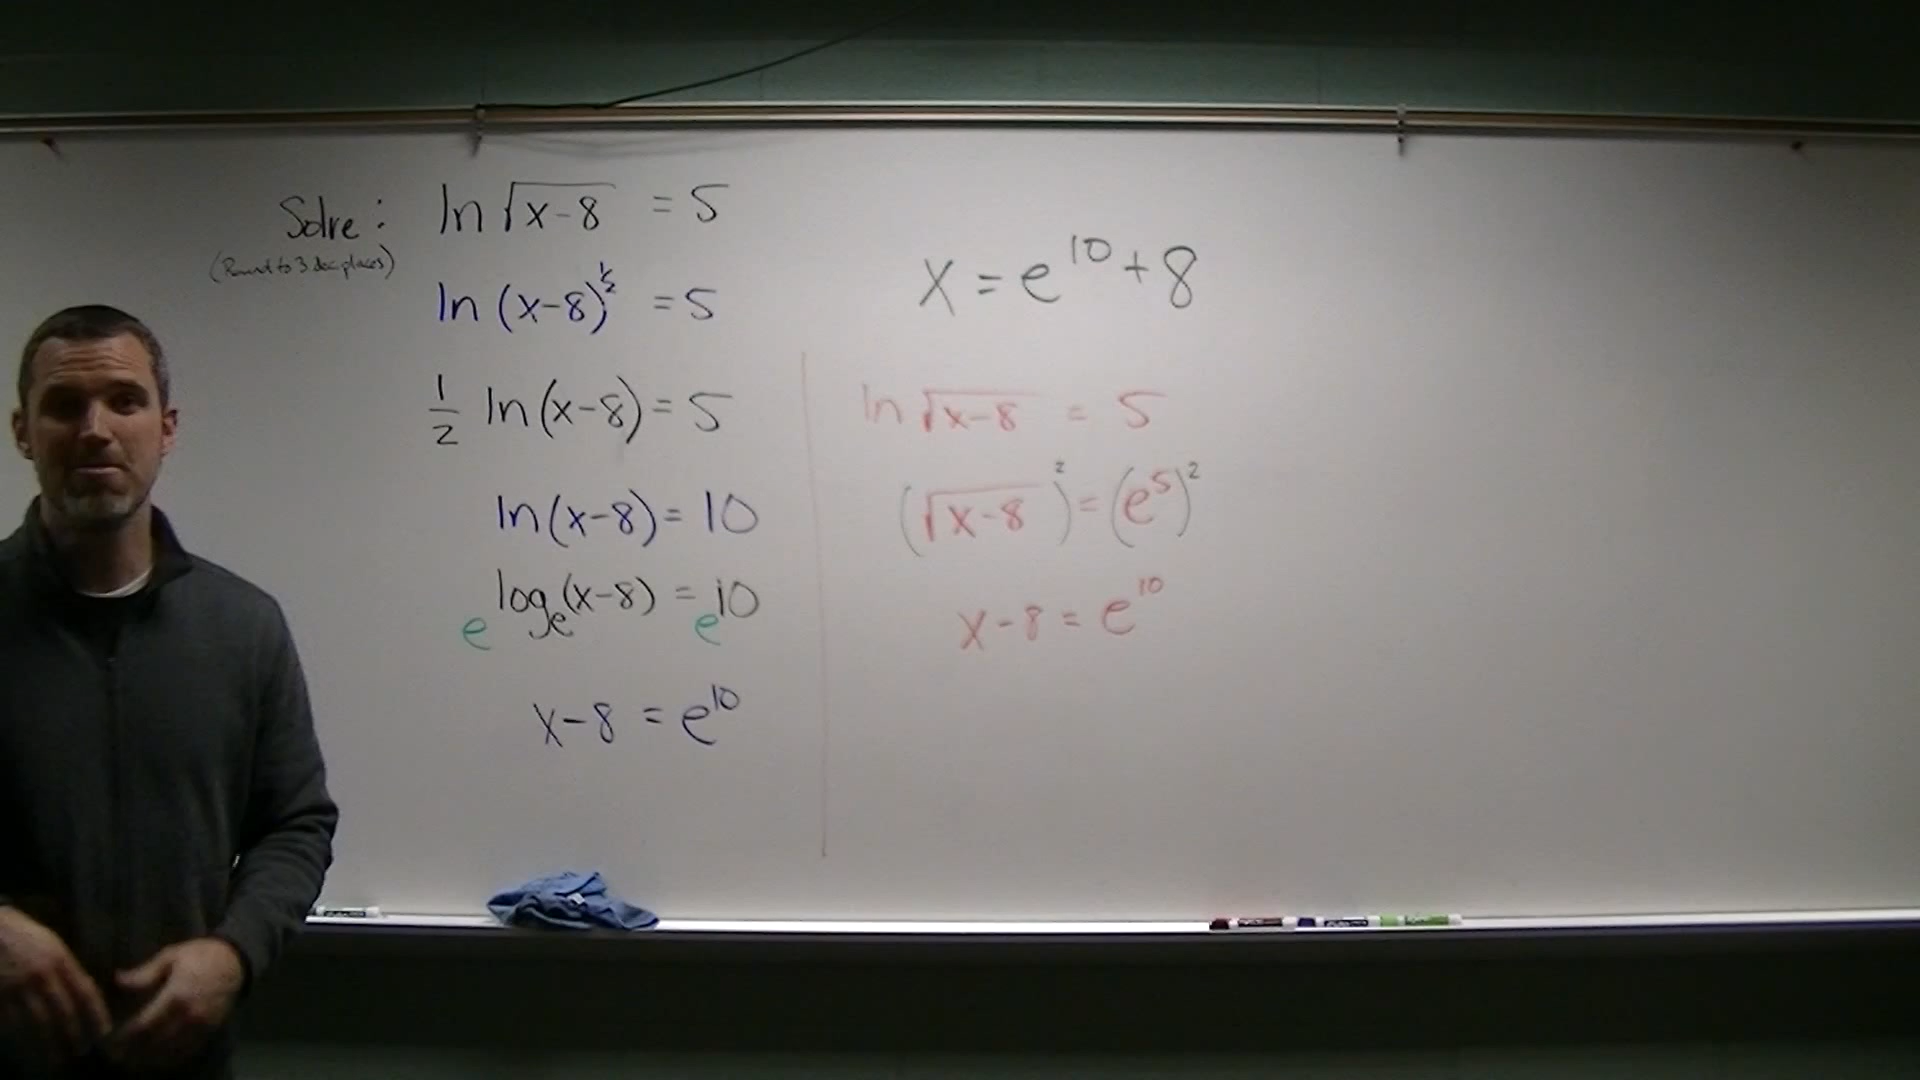 Solve: ln √x-8 = 5
(Round to 3 dec. places)
ln (x-8)^½ = 5
1/2 ln(x-8) = 5
ln(x-8) = 10
e^log_e(x-8) = e^10
x-8 = e^10
x = e^10 + 8
ln √x-8 = 5
(√x-8)^2 = (e^5)^2
x-8 = e^10